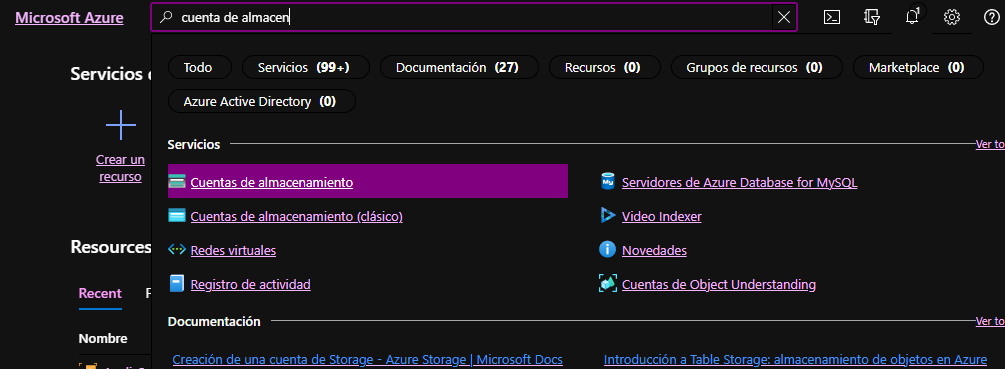 Microsoft Azure
cuenta de almacen
1
Todo
Servicios (99+)
Documentación (27)
Recursos (0)
Grupos de recursos (0)
Marketplace (0)
Azure Active Directory (0)
Servicios
Crear un
recurso
Resources
Recent
Nombre
Servicios
Ver to
Cuentas de almacenamiento
Cuentas de almacenamiento (clásico)
Redes virtuales
Registro de actividad
Servidores de Azure Database for MySQL
Video Indexer
Novedades
Cuentas de Object Understanding
Documentación
Ver to
Creación de una cuenta de Storage - Azure Storage | Microsoft Docs
Introducción a Table Storage: almacenamiento de objetos en Azure